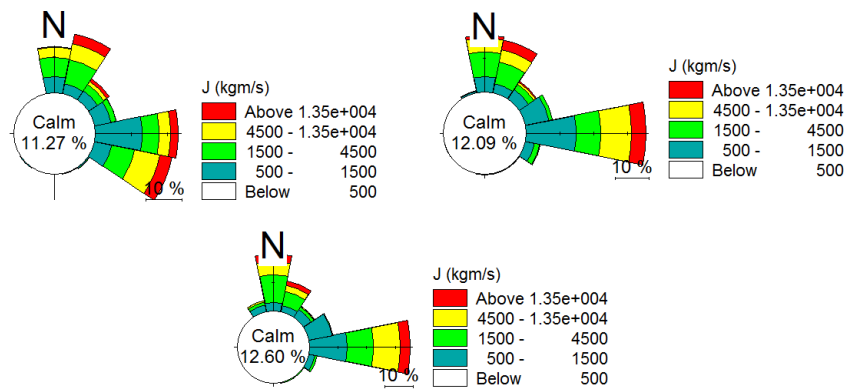 N
Calm
11.27 %
10 %
J (kgm/s)
Above 1.35e+004
4500 - 1.35e+004
1500 - 4500
500 - 1500
Below 500
N
Calm
12.09 %
10 %
J (kgm/s)
Above 1.35e+004
4500 - 1.35e+004
1500 - 4500
500 - 1500
Below 500
N
Calm
12.60 %
10 %
J (kgm/s)
Above 1.35e+004
4500 - 1.35e+004
1500 - 4500
500 - 1500
Below 500